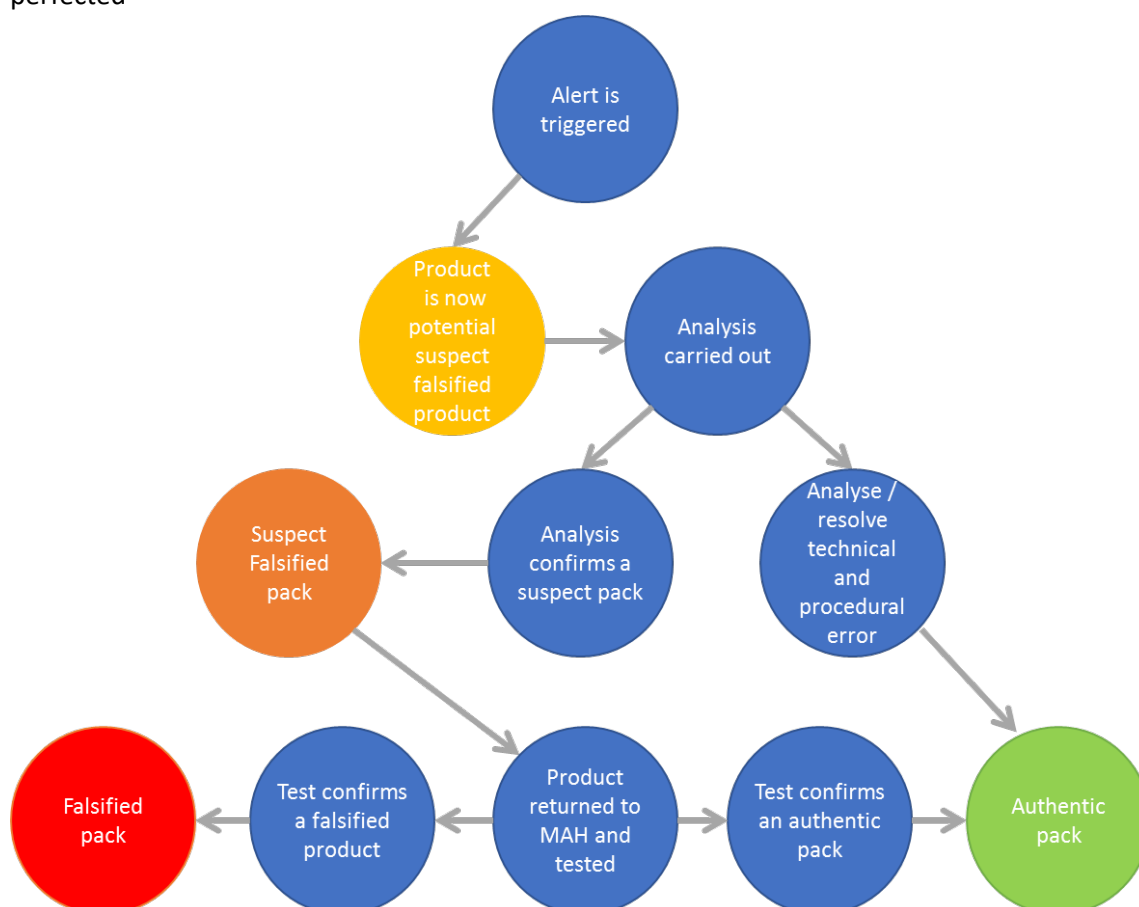 perfected
Alert is
triggered
Product
is now
potential
suspect
falsified
product
Analysis
carried out
Suspect
Falsified
pack
Analysis
confirms a
suspect pack
Analyse /
resolve
technical
and
procedural
error
Falsified
pack
Test confirms
a falsified
product
Product
returned to
MAH and
tested
Test confirms
an authentic
pack
Authentic
pack